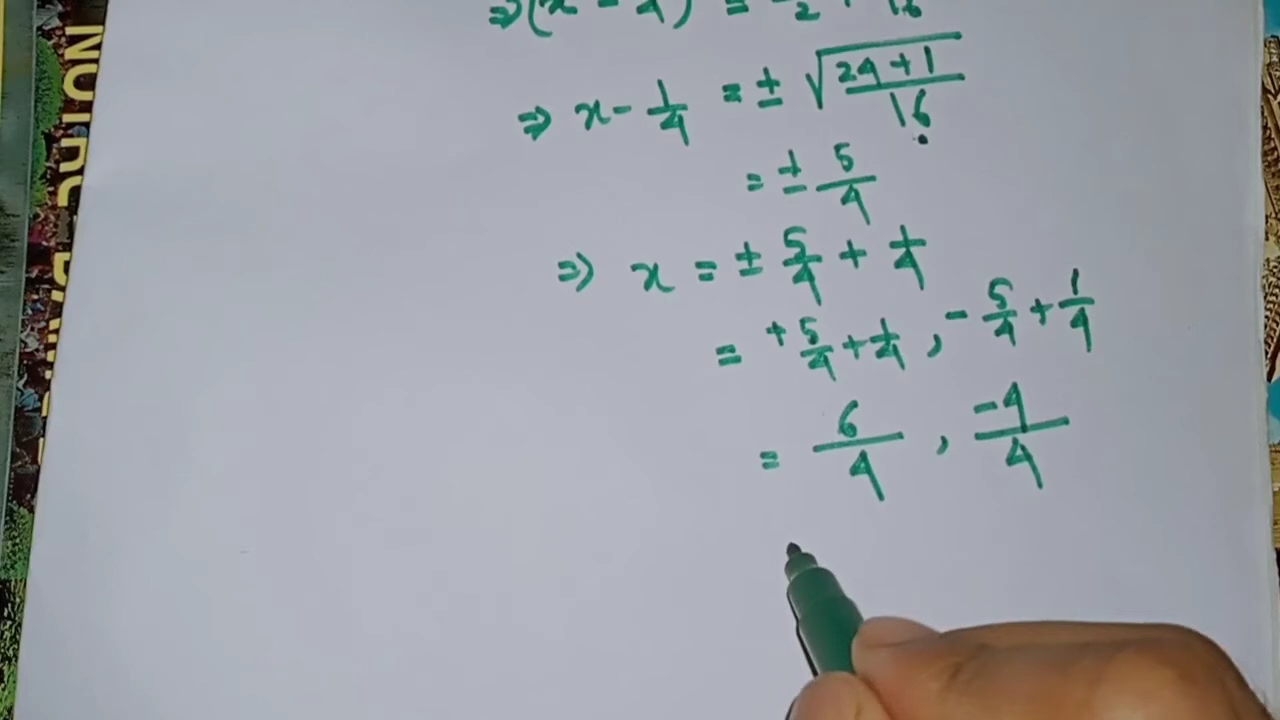 ⇒ x - 1/4 = ± √(24+1/16)
= ± 5/4
⇒ x = ± 5/4 + 1/4
= + 5/4 + 1/4 , - 5/4 + 1/4
= 6/4 , -4/4